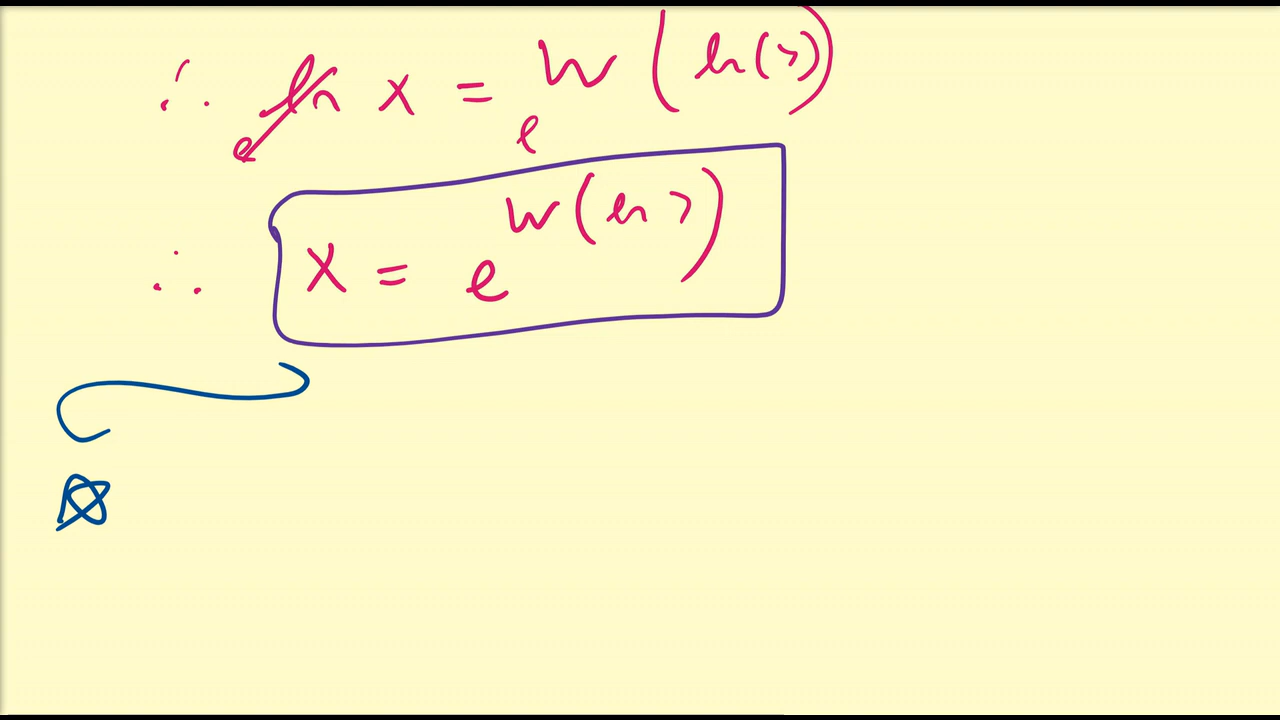 ∴ e^ln x = e^W(ln(7))
∴ x = e^W(ln 7)